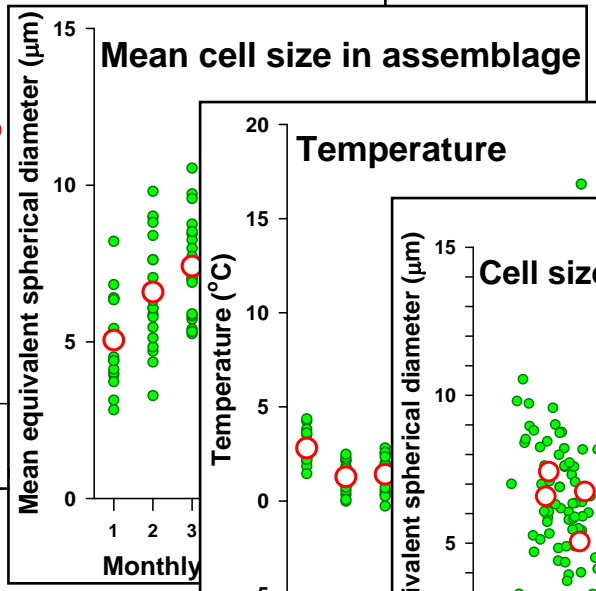 Mean cell size in assemblage
Mean equivalent spherical diameter (µm)
15
10
5
0
1 2 3
Monthly
Temperature
Temperature (°C)
20
15
10
5
0
Cell size
(µm)
spherical diameter
15
10
5